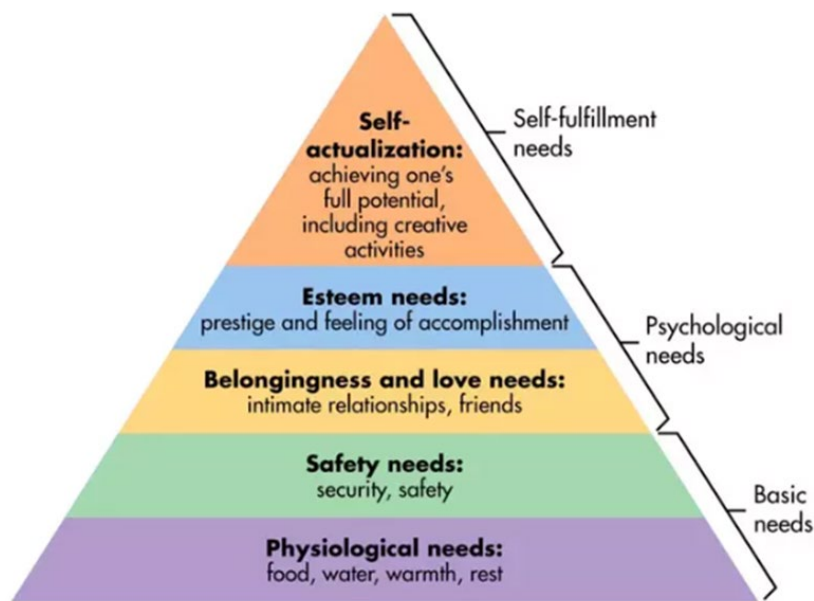 Self-
actualization:
achieving one's
full potential,
including creative
activities
Self-fulfillment
needs
Esteem needs:
prestige and feeling of accomplishment
Belongingness and love needs:
intimate relationships, friends
Psychological
needs
Safety needs:
security, safety
Physiological needs:
food, water, warmth, rest
Basic
needs